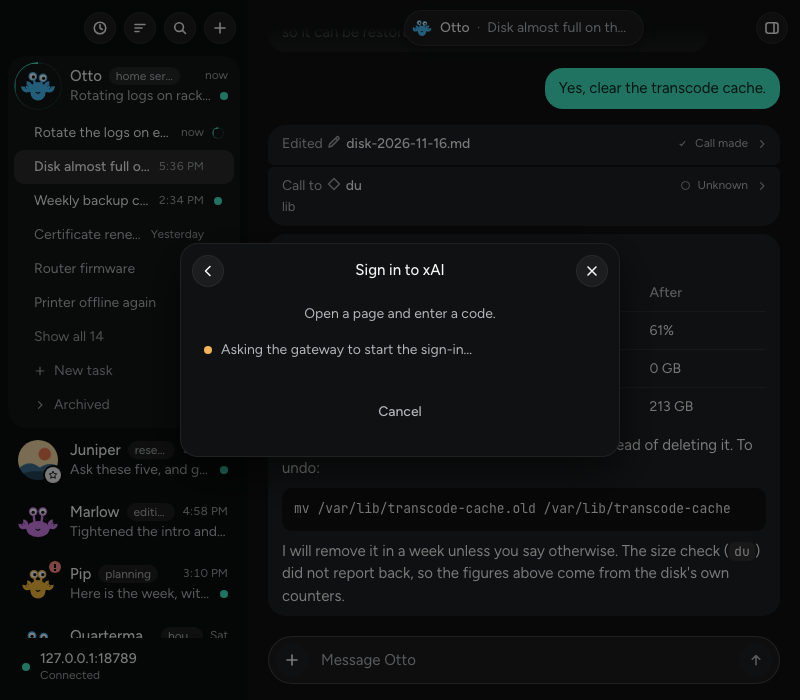 Otto home ser... now
Rotating logs on rack...
Rotate the logs on e... now
Disk almost full o... 5:36 PM
Weekly backup c... 2:34 PM
Certificate rene... Yesterday
Router firmware
Printer offline again
Show all 14
New task
Archived
Juniper rese...
Ask these five, and g...
Marlow editi... 4:58 PM
Tightened the intro and...
Pip planning 3:10 PM
Here is the week, wit...
Quarterma hou Sat
127.0.0.1:18789
Connected
so it can be restore
Otto · Disk almost full on th...
Yes, clear the transcode cache.
Edited disk-2026-11-16.md Call made
Call to du Unknown
lib
After
61%
0 GB
213 GB
ead of deleting it. To
undo:
mv /var/lib/transcode-cache.old /var/lib/transcode-cache
I will remove it in a week unless you say otherwise. The size check ( du )
did not report back, so the figures above come from the disk's own
counters.
Message Otto
Sign in to xAI
Open a page and enter a code.
Asking the gateway to start the sign-in...
Cancel